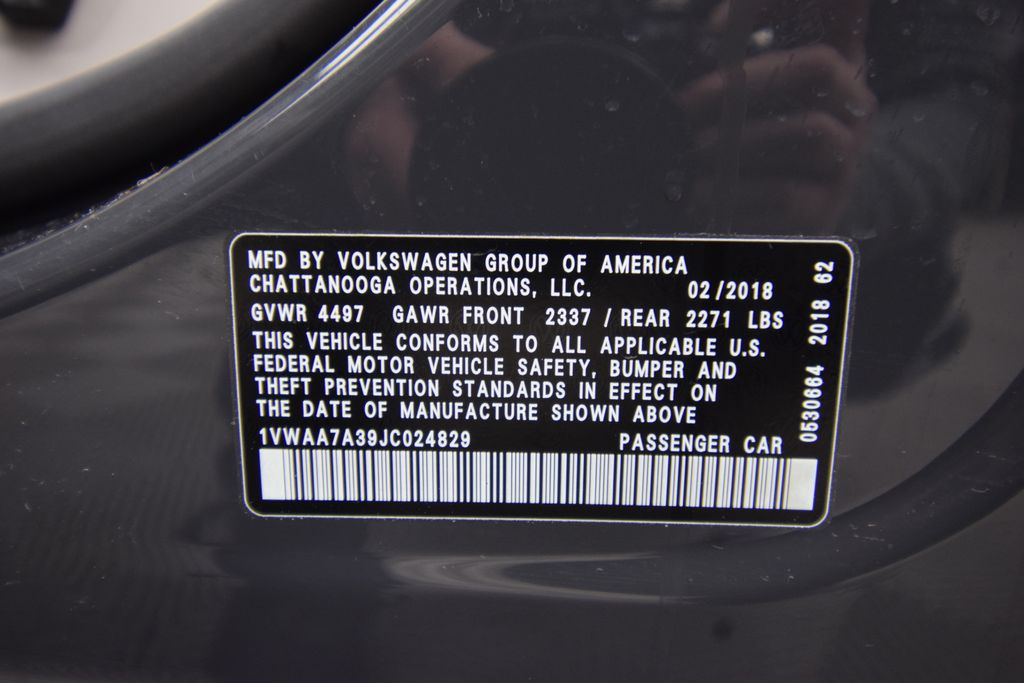 MFD BY VOLKSWAGEN GROUP OF AMERICA
CHATTANOOGA OPERATIONS, LLC. 02/2018
GVWR 4497 GAWR FRONT 2337 / REAR 2271 LBS
THIS VEHICLE CONFORMS TO ALL APPLICABLE U.S.
FEDERAL MOTOR VEHICLE SAFETY, BUMPER AND
THEFT PREVENTION STANDARDS IN EFFECT ON
THE DATE OF MANUFACTURE SHOWN ABOVE
1VWAA7A39JC024829 PASSENGER CAR
0530664 2018 62